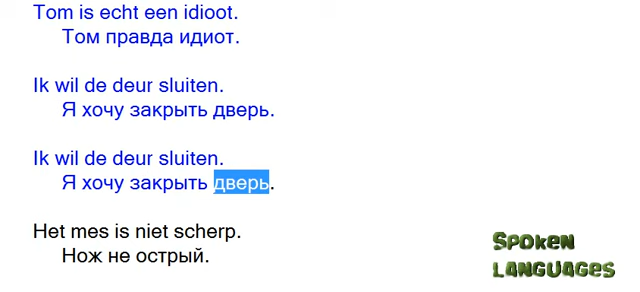 Tom is echt een idioot.
Том правда идиот.
Ik wil de deur sluiten.
Я хочу закрыть дверь.
Ik wil de deur sluiten.
Я хочу закрыть дверь.
Het mes is niet scherp.
Нож не острый.
SPOKEN
LANGUAGES